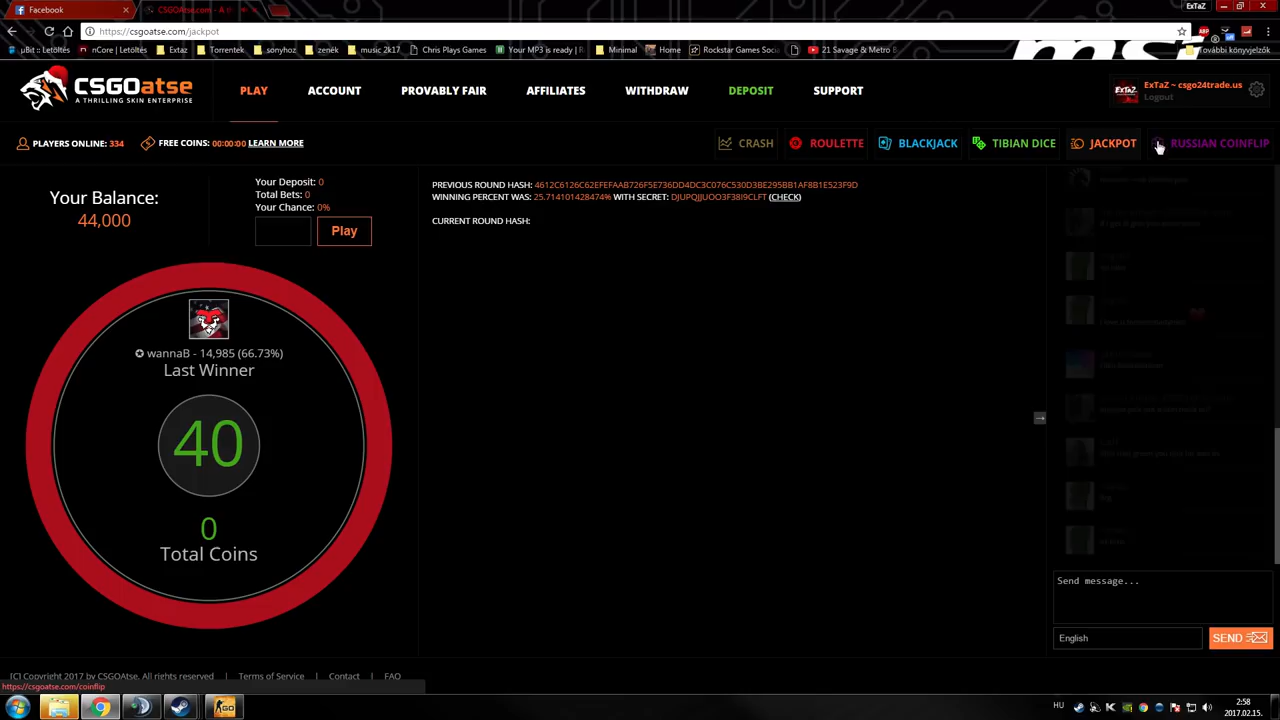 Facebook
CSGOAtse.com - A t
ExTaZ
https://csgoatse.com/jackpot
µBit :: Letöltés
nCore | Letöltés
Extaz
Torrentek
sonyhoz
zenék
music 2k17
Chris Plays Games
Your MP3 is ready | R
Minimal
Home
Rockstar Games Soci
21 Savage & Metro B
További könyvjelzők
CSGOatse
A THRILLING SKIN ENTERPRISE
PLAY
ACCOUNT
PROVABLY FAIR
AFFILIATES
WITHDRAW
DEPOSIT
SUPPORT
ExTaZ
ExTaZ ~ csgo24trade.us
Logout
PLAYERS ONLINE: 334
FREE COINS: 00:00:00 LEARN MORE
CRASH
ROULETTE
BLACKJACK
TIBIAN DICE
JACKPOT
RUSSIAN COINFLIP
Your Balance:
44,000
Your Deposit: 0
Total Bets: 0
Your Chance: 0%
Play
PREVIOUS ROUND HASH: 4612C6126C62EFEFAAB726F5E736DD4DC3C076C530D3BE295BB1AF8B1E523F9D
WINNING PERCENT WAS: 25.714101428474% WITH SECRET: DJUPQJJUOO3F38I9CLFT (CHECK)
CURRENT ROUND HASH:
wannaB - 14,985 (66.73%)
Last Winner
40
0
Total Coins
Send message...
English
SEND
(C) Copyright 2017 by CSGOAtse. All rights reserved
Terms of Service
Contact
FAQ
https://csgoatse.com/coinflip
HU
2:58
2017.02.15.